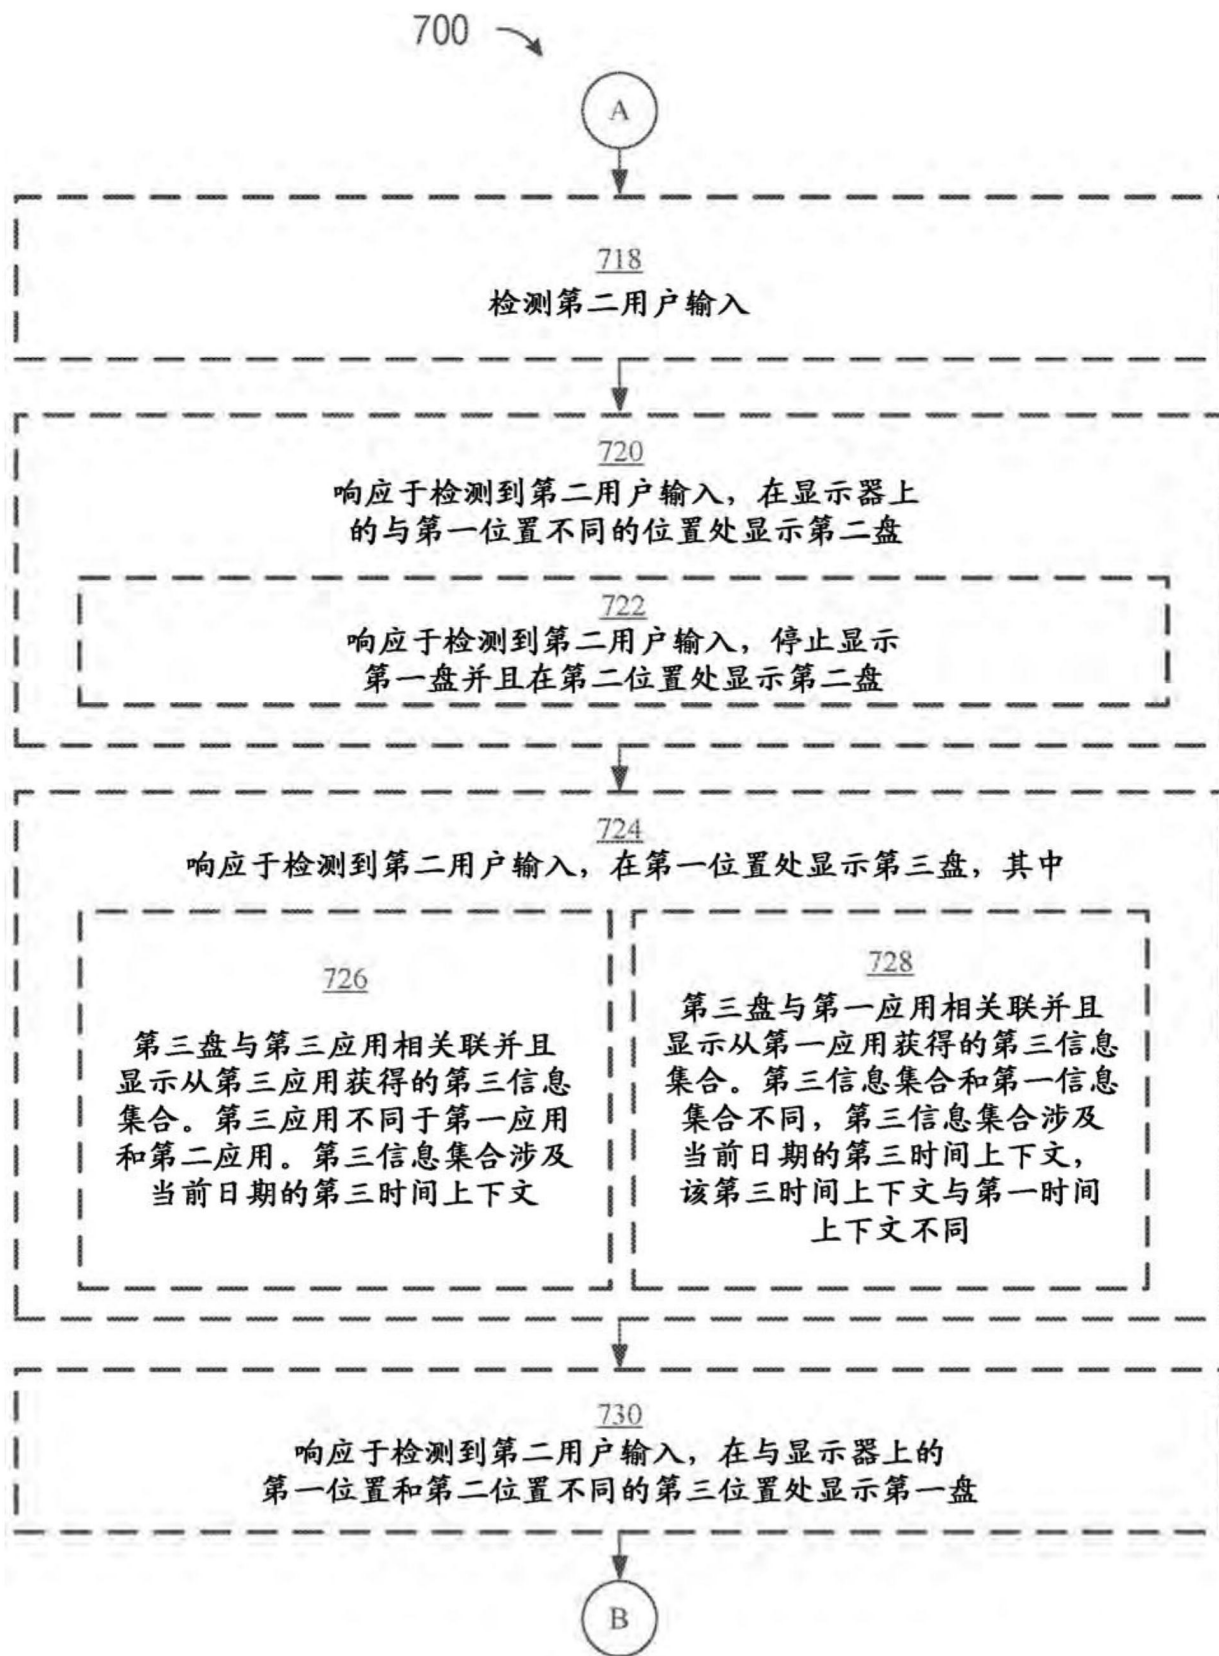 700
A
718
检测第二用户输入
720
响应于检测到第二用户输入，在显示器上
的与第一位置不同的位置处显示第二盘
722
响应于检测到第二用户输入，停止显示
第一盘并且在第二位置处显示第二盘
724
响应于检测到第二用户输入，在第一位置处显示第三盘，其中
726
第三盘与第三应用相关联并且
显示从第三应用获得的第三信息
集合。第三应用不同于第一应用
和第二应用。第三信息集合涉及
当前日期的第三时间上下文
728
第三盘与第一应用相关联并且
显示从第一应用获得的第三信息
集合。第三信息集合和第一信息
集合不同，第三信息集合涉及
当前日期的第三时间上下文，
该第三时间上下文与第一时间
上下文不同
730
响应于检测到第二用户输入，在与显示器上的
第一位置和第二位置不同的第三位置处显示第一盘
B